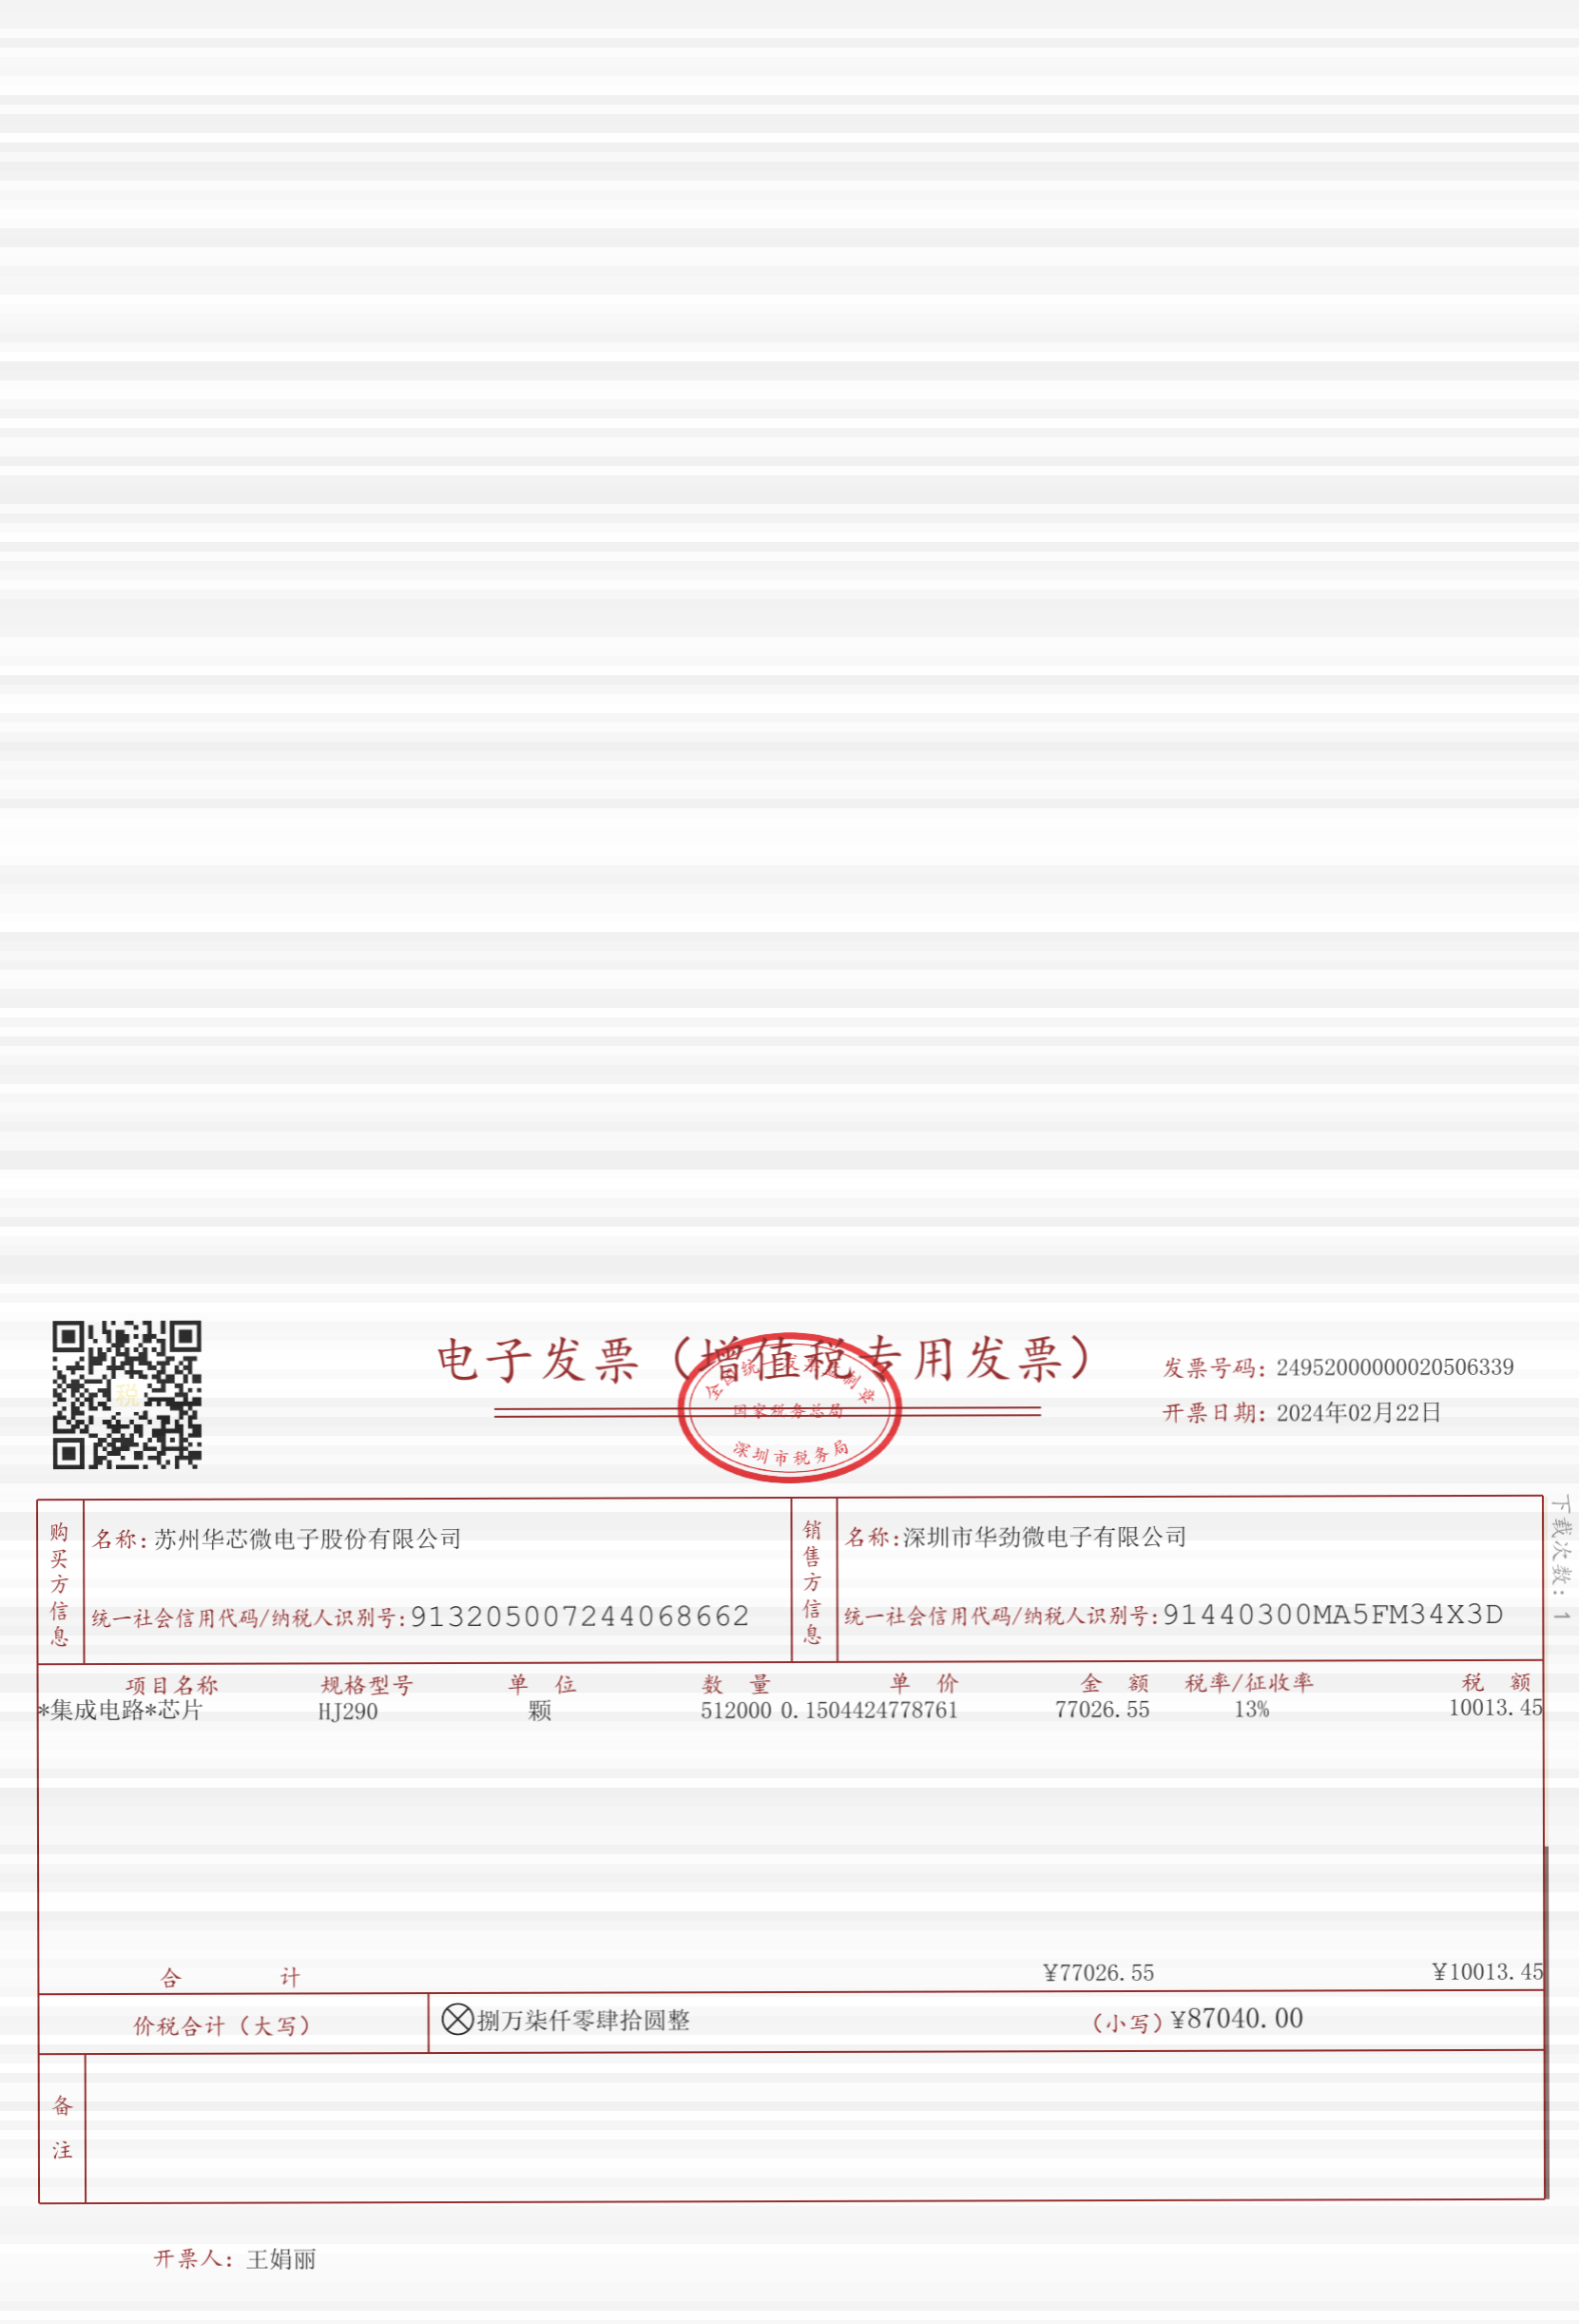 电子发票（增值税专用发票）
全国统一发票监制章
国家税务总局
深圳市税务局
税
发票号码：24952000000020506339
开票日期：2024年02月22日
下载次数：1
购买方信息
名称：苏州华芯微电子股份有限公司
统一社会信用代码/纳税人识别号：913205007244068662
销售方信息
名称：深圳市华劲微电子有限公司
统一社会信用代码/纳税人识别号：91440300MA5FM34X3D
项目名称 规格型号 单位 数量 单价 金额 税率/征收率 税额
*集成电路*芯片 HJ290 颗 512000 0.1504424778761 77026.55 13% 10013.45
合计 ¥77026.55 ¥10013.45
价税合计（大写） 捌万柒仟零肆拾圆整 （小写）¥87040.00
备注
开票人：王娟丽